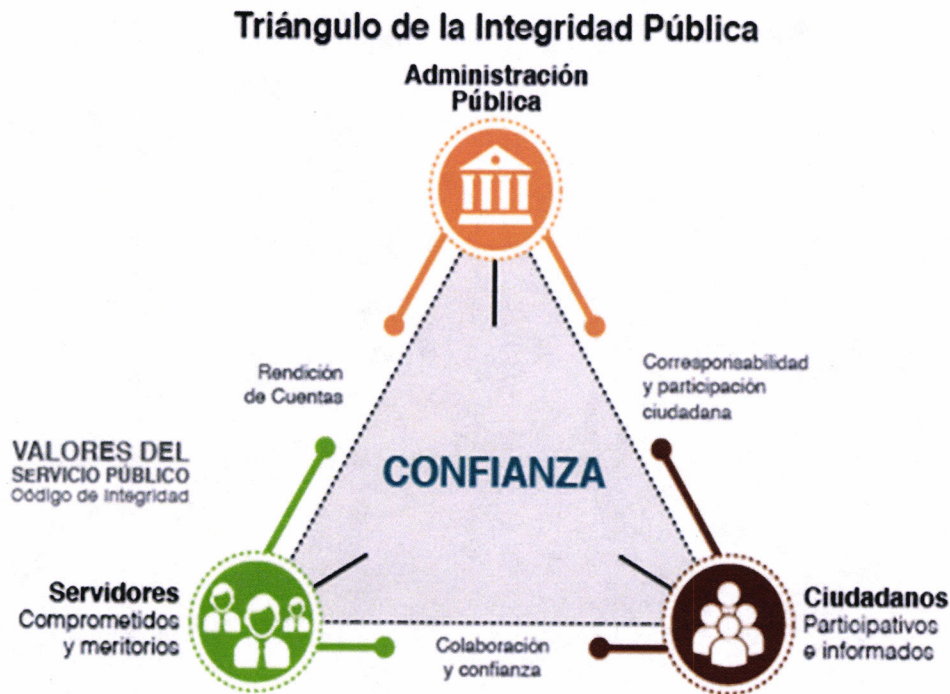 Triángulo de la Integridad Pública
Administración
Pública
Rendición
de Cuentas
Corresponsabilidad
y participación
ciudadana
VALORES DEL
SERVICIO PÚBLICO
Código de Integridad
CONFIANZA
Servidores
Comprometidos
y meritorios
Colaboración
y confianza
Ciudadanos
Participativos
e informados